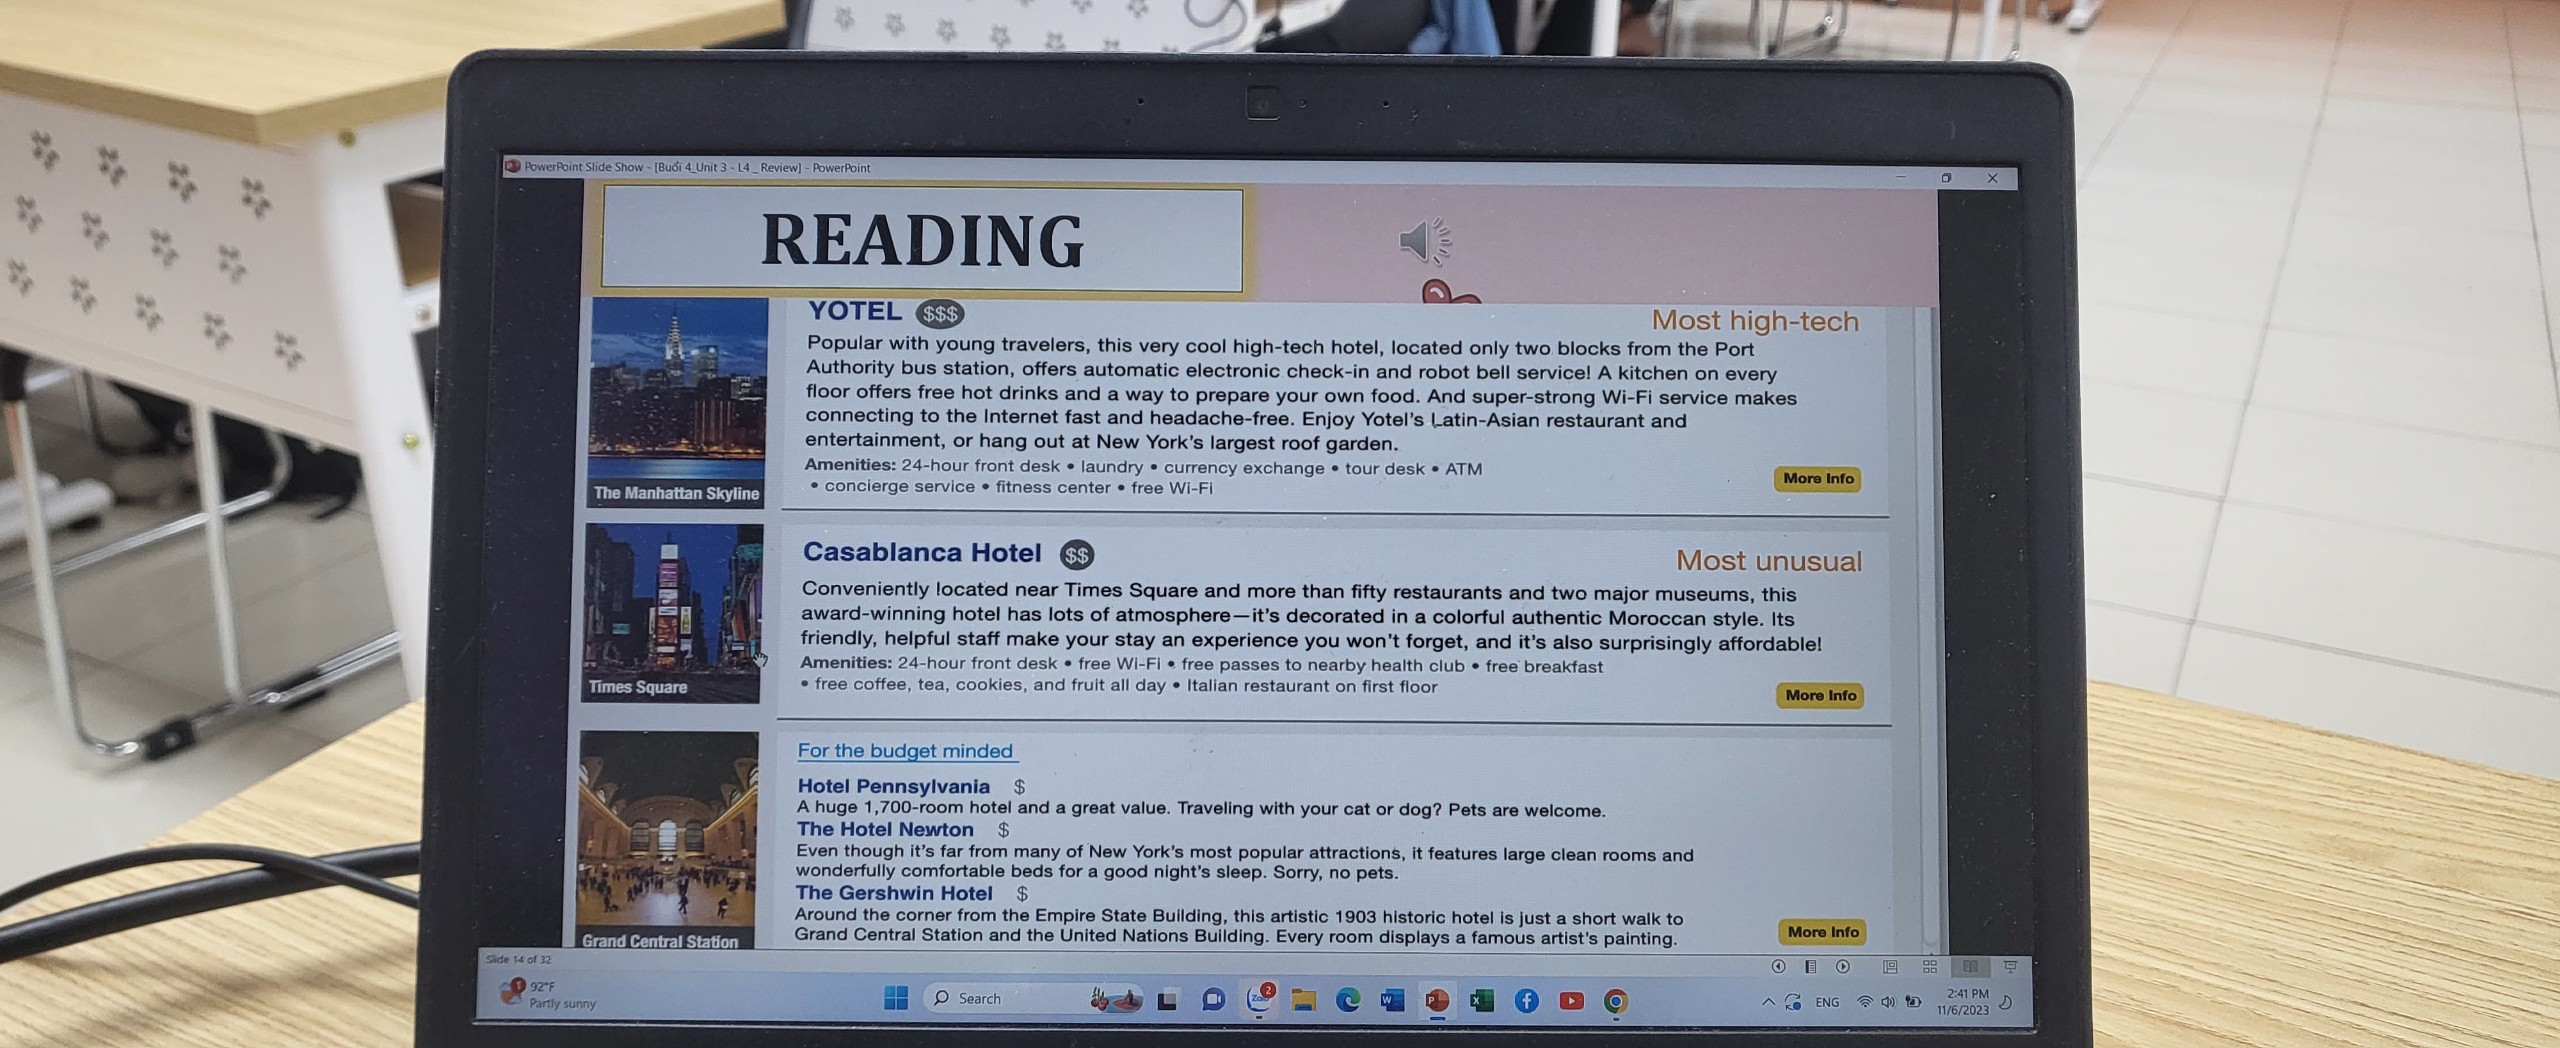 PowerPoint Slide Show - [Buổi 4_Unit 3 - L4 _ Review] - PowerPoint
READING
YOTEL $$$
Most high-tech
Popular with young travelers, this very cool high-tech hotel, located only two blocks from the Port
Authority bus station, offers automatic electronic check-in and robot bell service! A kitchen on every
floor offers free hot drinks and a way to prepare your own food. And super-strong Wi-Fi service makes
connecting to the Internet fast and headache-free. Enjoy Yotel's Latin-Asian restaurant and
entertainment, or hang out at New York's largest roof garden.
Amenities: 24-hour front desk • laundry • currency exchange • tour desk • ATM
• concierge service • fitness center • free Wi-Fi
More Info
The Manhattan Skyline
Casablanca Hotel $$
Most unusual
Conveniently located near Times Square and more than fifty restaurants and two major museums, this
award-winning hotel has lots of atmosphere—it's decorated in a colorful authentic Moroccan style. Its
friendly, helpful staff make your stay an experience you won't forget, and it's also surprisingly affordable!
Amenities: 24-hour front desk • free Wi-Fi • free passes to nearby health club • free breakfast
• free coffee, tea, cookies, and fruit all day • Italian restaurant on first floor
More Info
Times Square
For the budget minded
Hotel Pennsylvania $
A huge 1,700-room hotel and a great value. Traveling with your cat or dog? Pets are welcome.
The Hotel Newton $
Even though it's far from many of New York's most popular attractions, it features large clean rooms and
wonderfully comfortable beds for a good night's sleep. Sorry, no pets.
The Gershwin Hotel $
Around the corner from the Empire State Building, this artistic 1903 historic hotel is just a short walk to
Grand Central Station and the United Nations Building. Every room displays a famous artist's painting.
More Info
Grand Central Station
Slide 14 of 32
1
92°F
Partly sunny
Search
Zalo
2
W
P
X
ENG
2:41 PM
11/6/2023